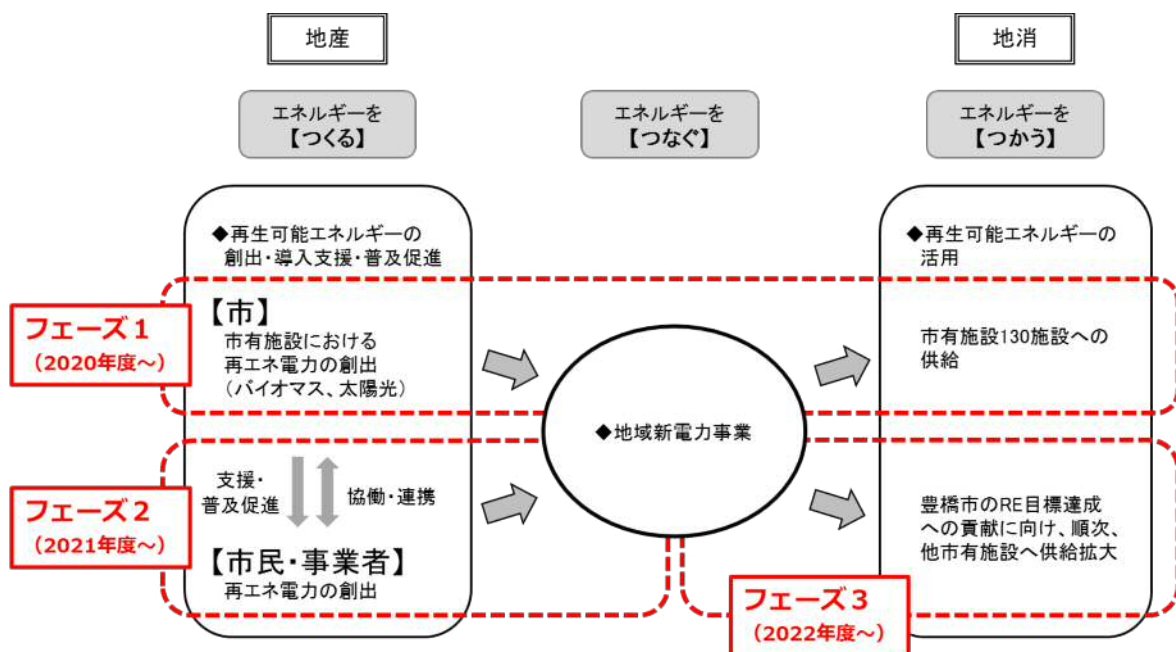 地産
地消
エネルギーを
【つくる】
エネルギーを
【つなぐ】
エネルギーを
【つかう】
◆再生可能エネルギーの
創出・導入支援・普及促進
◆再生可能エネルギーの
活用
フェーズ1
（2020年度～）
【市】
市有施設における
再エネ電力の創出
（バイオマス、太陽光）
市有施設130施設への
供給
◆地域新電力事業
フェーズ2
（2021年度～）
支援・
普及促進
協働・連携
【市民・事業者】
再エネ電力の創出
豊橋市のRE目標達成
への貢献に向け、順次、
他市有施設へ供給拡大
フェーズ3
（2022年度～）